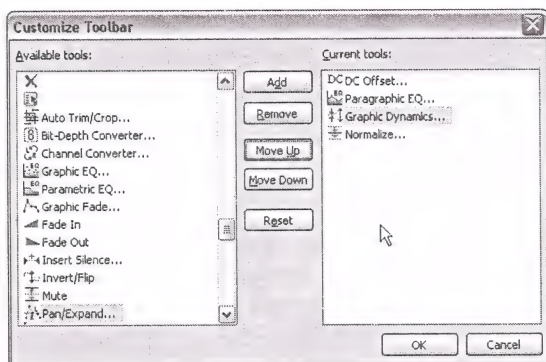 Customize Toolbar
Available tools:
Auto Trim/Crop...
Bit-Depth Converter...
Channel Converter...
Graphic EQ...
Parametric EQ...
Graphic Fade...
Fade In
Fade Out
Insert Silence...
Invert/Flip
Mute
Pan/Expand...
Add
Remove
Move Up
Move Down
Reset
Current tools:
DC DC Offset...
Paragraphic EQ...
Graphic Dynamics...
Normalize...
OK
Cancel